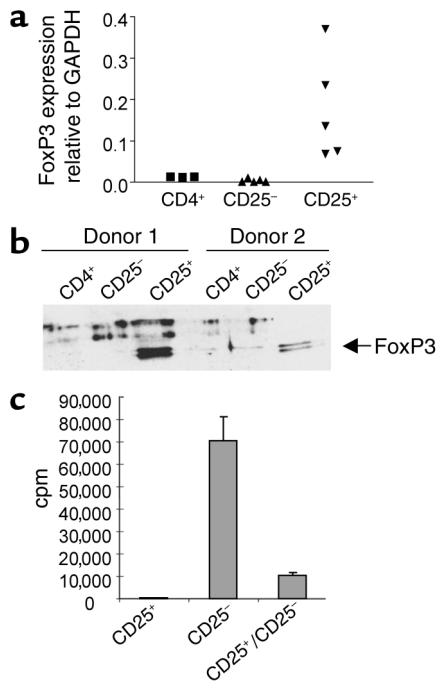 a
FoxP3 expression
relative to GAPDH
0.4
0.3
0.2
0.1
0.0
CD4⁺ CD25⁻ CD25⁺
b
Donor 1 Donor 2
CD4⁺ CD25⁻ CD25⁺ CD4⁺ CD25⁻ CD25⁺
FoxP3
c
cpm
90,000
80,000
70,000
60,000
50,000
40,000
30,000
20,000
10,000
0
CD25⁺ CD25⁻ CD25⁺/CD25⁻